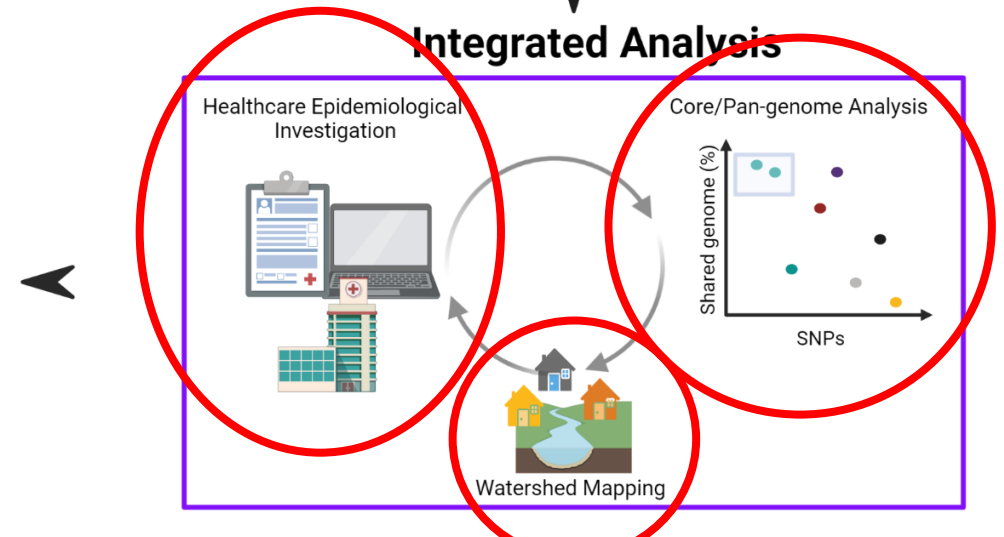 Integrated Analysis
Healthcare Epidemiological
Investigation
Core/Pan-genome Analysis
Shared genome (%)
SNPs
Watershed Mapping